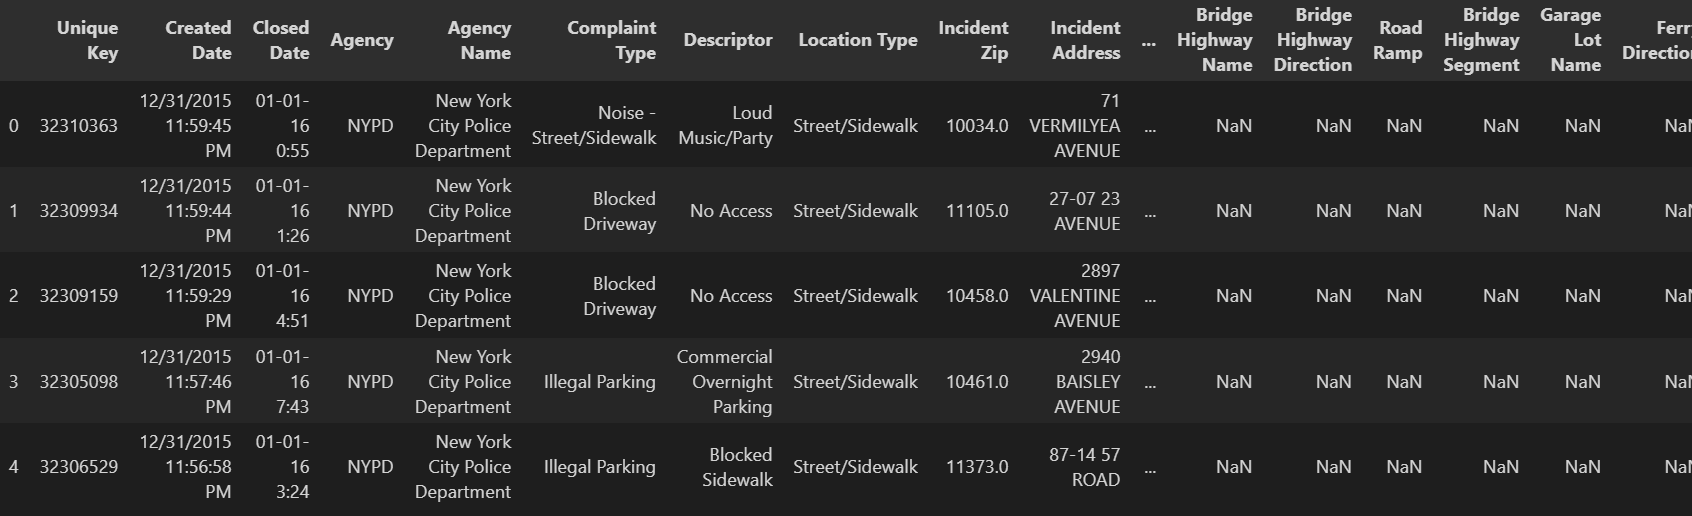 Unique Key Created Date Closed Date Agency Agency Name Complaint Type Descriptor Location Type Incident Zip Incident Address ... Bridge Highway Name Bridge Highway Direction Road Ramp Bridge Highway Segment Garage Lot Name Ferry Direction
0 32310363 12/31/2015 11:59:45 PM 01-01-16 0:55 NYPD New York City Police Department Noise - Street/Sidewalk Loud Music/Party Street/Sidewalk 10034.0 71 VERMILYEA AVENUE ... NaN NaN NaN NaN NaN NaN
1 32309934 12/31/2015 11:59:44 PM 01-01-16 1:26 NYPD New York City Police Department Blocked Driveway No Access Street/Sidewalk 11105.0 27-07 23 AVENUE ... NaN NaN NaN NaN NaN NaN
2 32309159 12/31/2015 11:59:29 PM 01-01-16 4:51 NYPD New York City Police Department Blocked Driveway No Access Street/Sidewalk 10458.0 2897 VALENTINE AVENUE ... NaN NaN NaN NaN NaN NaN
3 32305098 12/31/2015 11:57:46 PM 01-01-16 7:43 NYPD New York City Police Department Illegal Parking Commercial Overnight Parking Street/Sidewalk 10461.0 2940 BAISLEY AVENUE ... NaN NaN NaN NaN NaN NaN
4 32306529 12/31/2015 11:56:58 PM 01-01-16 3:24 NYPD New York City Police Department Illegal Parking Blocked Sidewalk Street/Sidewalk 11373.0 87-14 57 ROAD ... NaN NaN NaN NaN NaN NaN